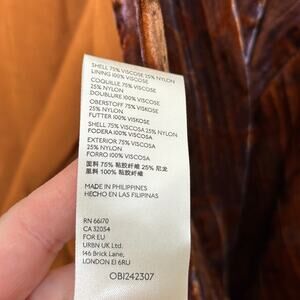 SHELL 75% VISCOSE 25% NYLON
LINING 100% VISCOSE
COQUILLE 75% VISCOSE
25% NYLON
DOUBLURE 100% VISCOSE
OBERSTOFF 75% VISKOSE
25% NYLON
FUTTER 100% VISKOSE
SHELL 75% VISCOSA 25% NYLON
FODERA 100% VISCOSA
EXTERIOR 75% VISCOSA
25% NYLON
FORRO 100% VISCOSA
面料 75% 粘胶纤维 25% 尼龙
里料 100% 粘胶纤维
MADE IN PHILIPPINES
HECHO EN LAS FILIPINAS
RN 66170
CA 32054
FOR EU
URBN UK Ltd.
146 Brick Lane,
LONDON E1 6RU
OB1242307